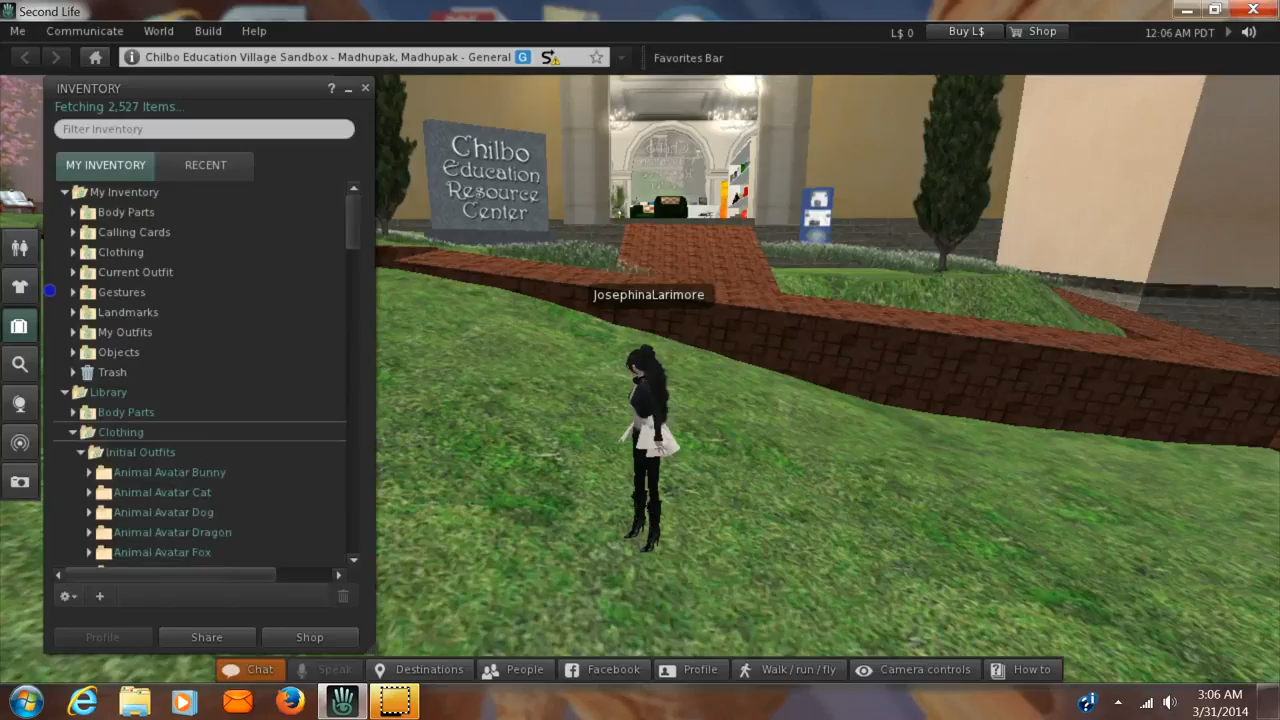 Second Life
Me Communicate World Build Help
L$ 0 Buy L$ Shop 12:06 AM PDT
Chilbo Education Village Sandbox - Madhupak, Madhupak - General G
Favorites Bar
INVENTORY
Fetching 2,527 Items...
Filter Inventory
MY INVENTORY RECENT
My Inventory
Body Parts
Calling Cards
Clothing
Current Outfit
Gestures
Landmarks
My Outfits
Objects
Trash
Library
Body Parts
Clothing
Initial Outfits
Animal Avatar Bunny
Animal Avatar Cat
Animal Avatar Dog
Animal Avatar Dragon
Animal Avatar Fox
Profile Share Shop
Chilbo
Education
Resource
Center
JosephinaLarimore
Chat Speak Destinations People Facebook Profile Walk / run / fly Camera controls How to
3:06 AM
3/31/2014